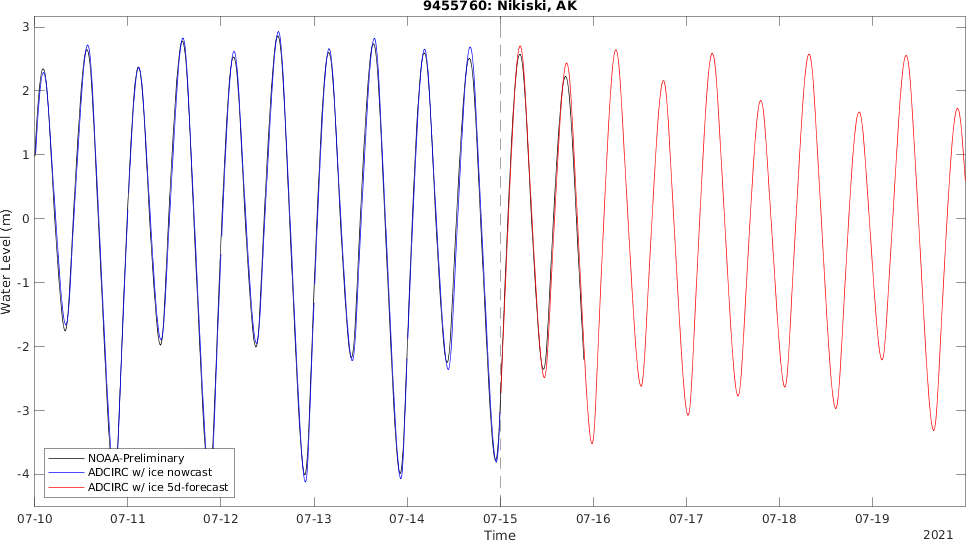 9455760: Nikiski, AK
3
2
1
0
-1
-2
-3
-4
Water Level (m)
NOAA-Preliminary
ADCIRC w/ ice nowcast
ADCIRC w/ ice 5d-forecast
07-10 07-11 07-12 07-13 07-14 07-15 07-16 07-17 07-18 07-19
Time
2021